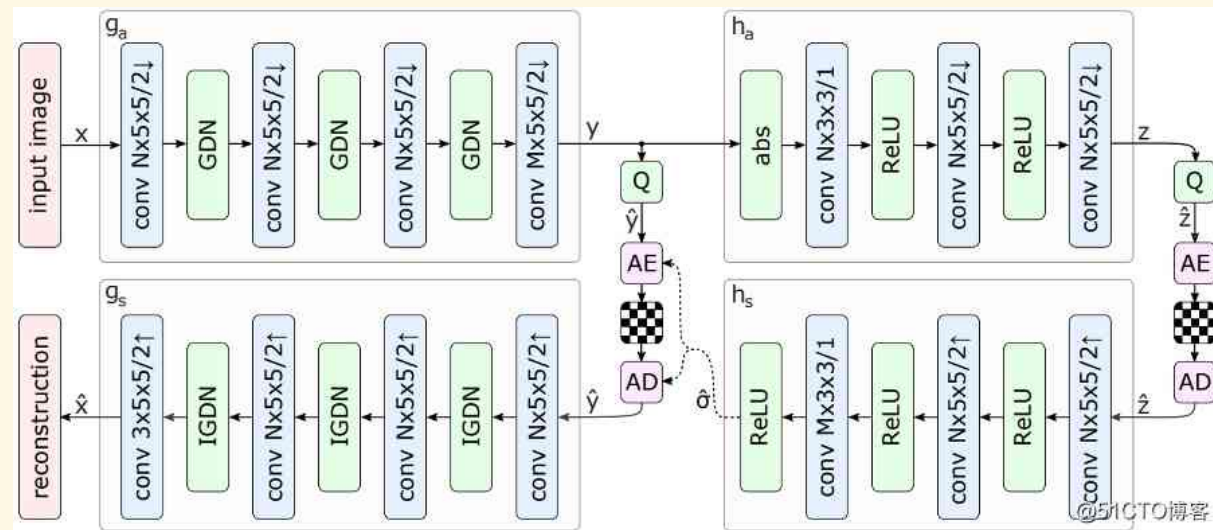 input image
x
gₐ
conv Nx5x5/2↓
GDN
conv Nx5x5/2↓
GDN
conv Nx5x5/2↓
GDN
conv Mx5x5/2↓
y
Q
ŷ
AE
AD
ŷ
hₐ
abs
conv Nx3x3/1
ReLU
conv Nx5x5/2↓
ReLU
conv Nx5x5/2↓
z
Q
ẑ
AE
AD
ẑ
reconstruction
x̂
gₛ
conv 3x5x5/2↑
IGDN
conv Nx5x5/2↑
IGDN
conv Nx5x5/2↑
IGDN
conv Nx5x5/2↑
σ̂
hₛ
ReLU
conv Mx3x3/1
ReLU
conv Nx5x5/2↑
ReLU
conv Nx5x5/2↑
@51CTO博客